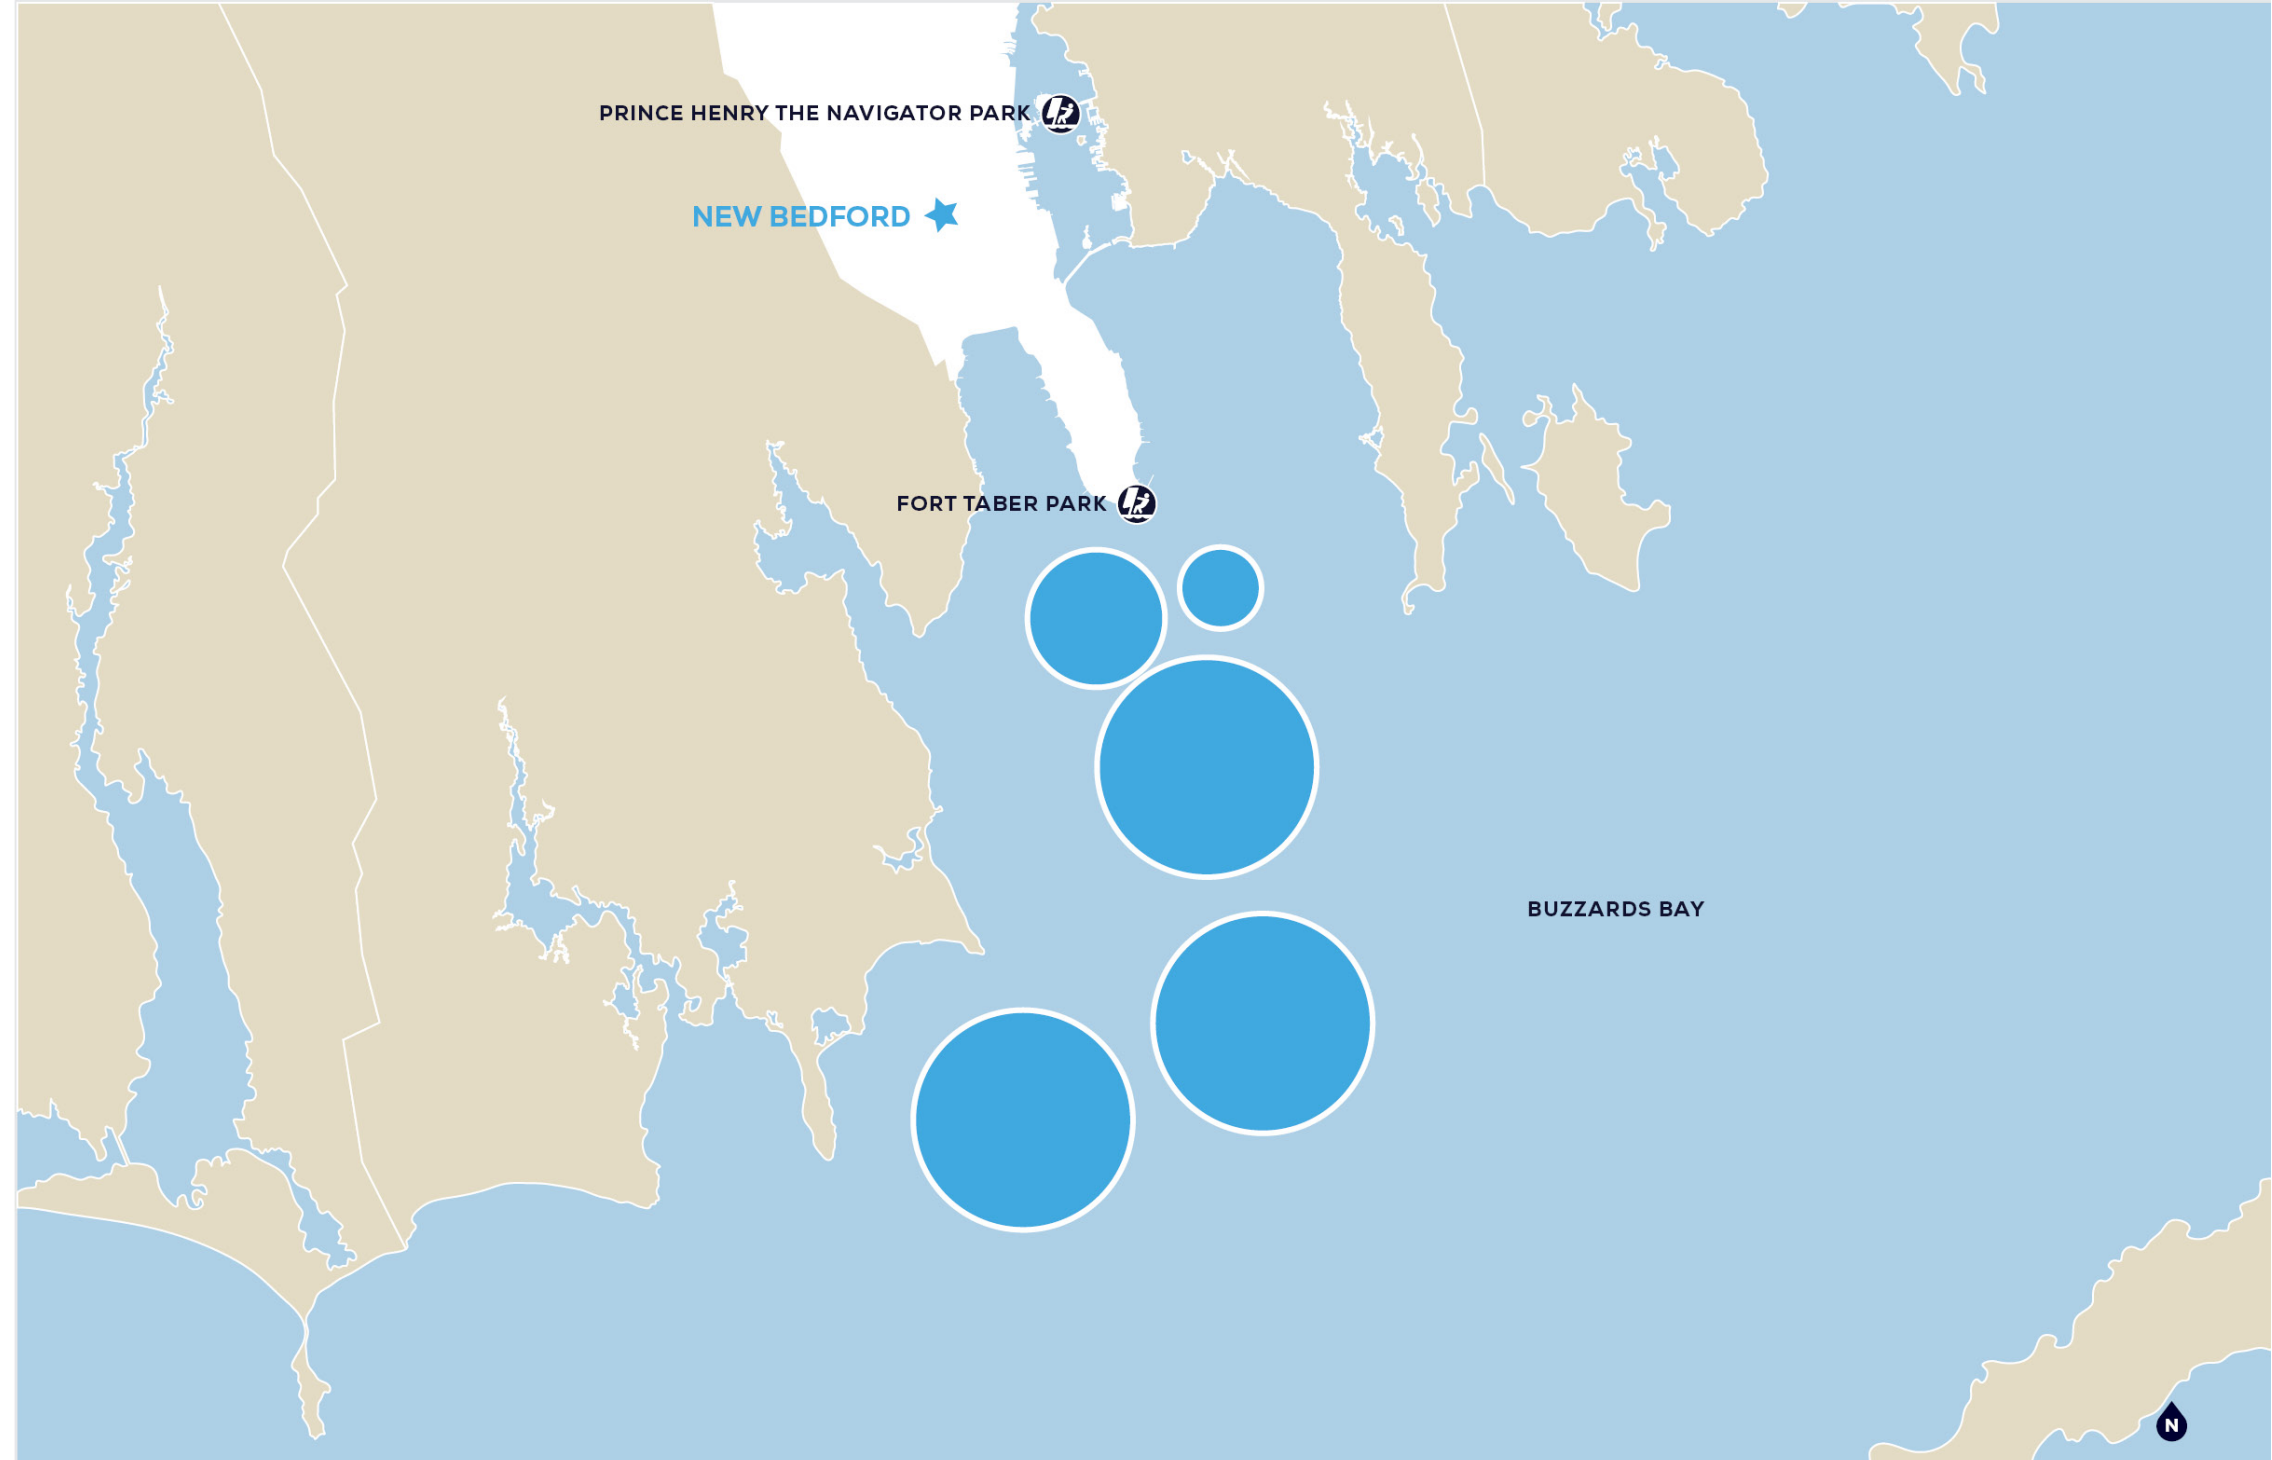 PRINCE HENRY THE NAVIGATOR PARK
NEW BEDFORD
FORT TABER PARK
BUZZARDS BAY
N